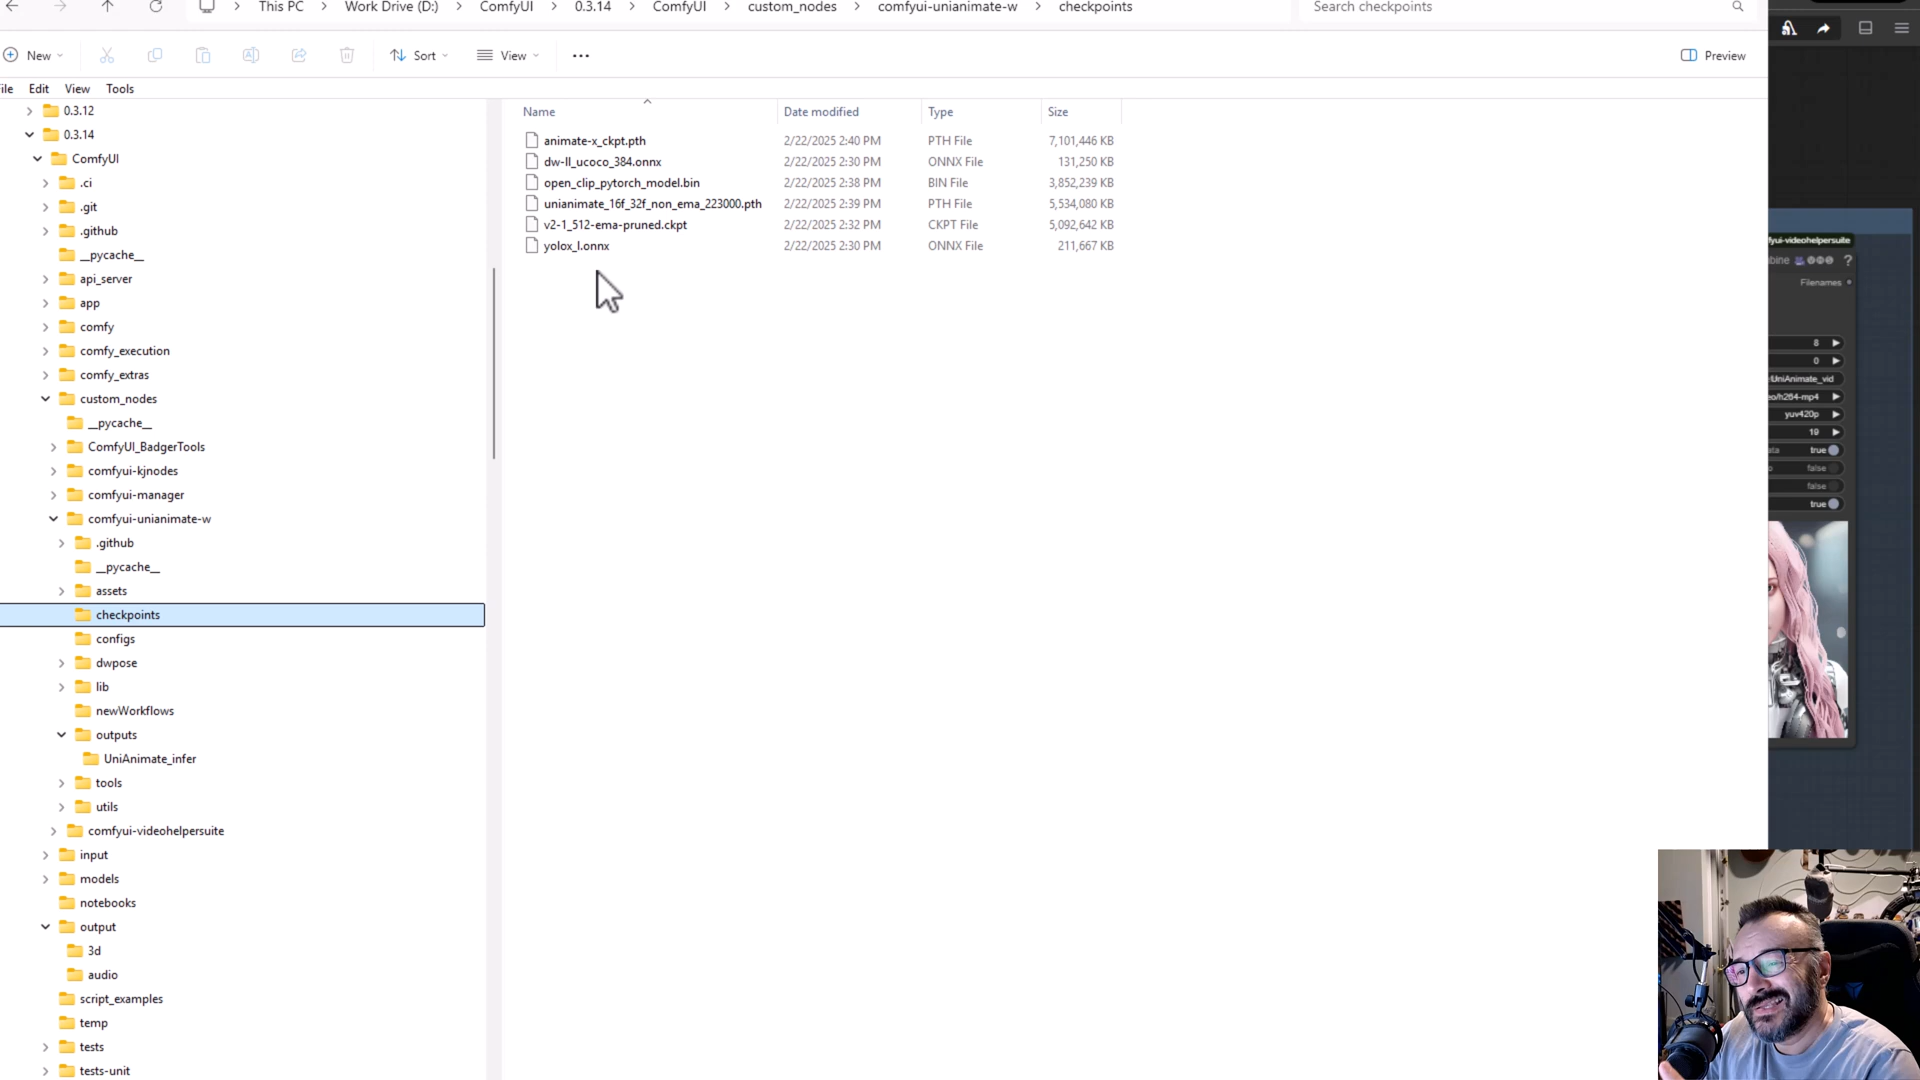 This PC > Work Drive (D:) > ComfyUI > 0.3.14 > ComfyUI > custom_nodes > comfyui-unianimate-w > checkpoints
Search checkpoints
New
Sort
View
Preview
ile Edit View Tools
Name Date modified Type Size
animate-x_ckpt.pth 2/22/2025 2:40 PM PTH File 7,101,446 KB
dw-ll_ucoco_384.onnx 2/22/2025 2:30 PM ONNX File 131,250 KB
open_clip_pytorch_model.bin 2/22/2025 2:38 PM BIN File 3,852,239 KB
unianimate_16f_32f_non_ema_223000.pth 2/22/2025 2:39 PM PTH File 5,534,080 KB
v2-1_512-ema-pruned.ckpt 2/22/2025 2:32 PM CKPT File 5,092,642 KB
yolox_l.onnx 2/22/2025 2:30 PM ONNX File 211,667 KB
0.3.12
0.3.14
ComfyUI
.ci
.git
.github
__pycache__
api_server
app
comfy
comfy_execution
comfy_extras
custom_nodes
__pycache__
ComfyUI_BadgerTools
comfyui-kjnodes
comfyui-manager
comfyui-unianimate-w
.github
__pycache__
assets
checkpoints
configs
dwpose
lib
newWorkflows
outputs
UniAnimate_infer
tools
utils
comfyui-videohelpersuite
input
models
notebooks
output
3d
audio
script_examples
temp
tests
tests-unit
fyui-videohelpersuite
bine ?
Filenames
8
0
UniAnimate_vid
eo/h264-mp4
yuv420p
19
ata true
o false
false
true